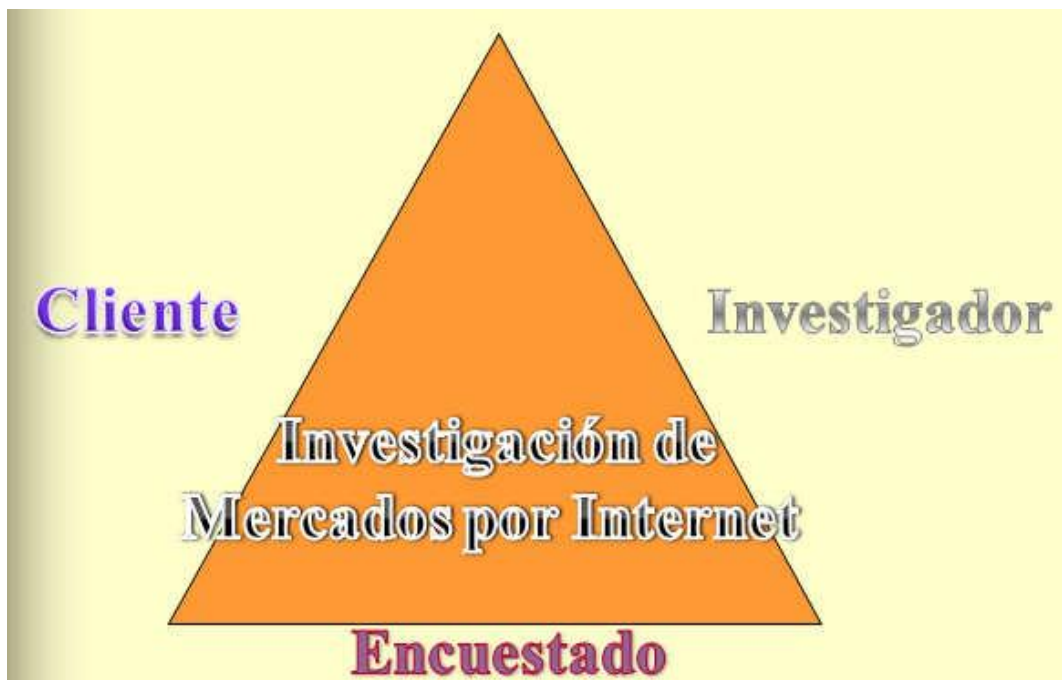 Cliente
Investigador
Investigación de
Mercados por Internet
Encuestado